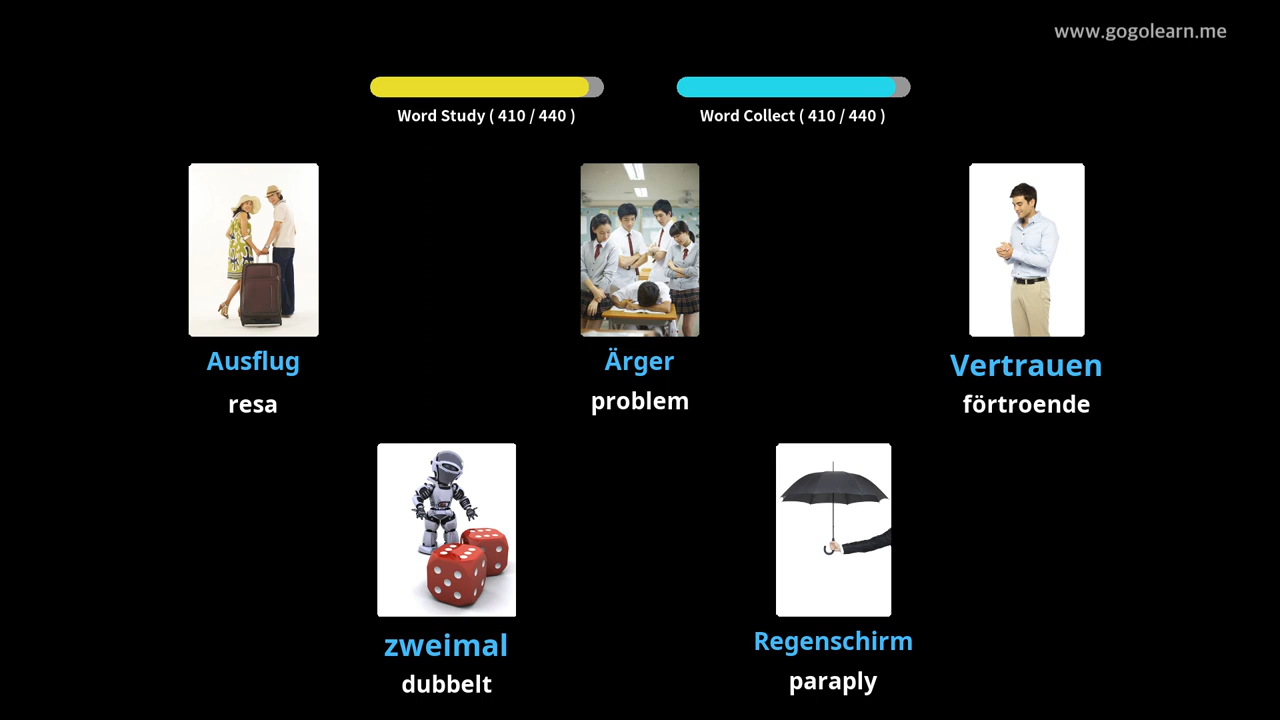 www.gogolearn.me
Word Study ( 410 / 440 )
Word Collect ( 410 / 440 )
Ausflug
resa
Ärger
problem
Vertrauen
förtroende
zweimal
dubbelt
Regenschirm
paraply